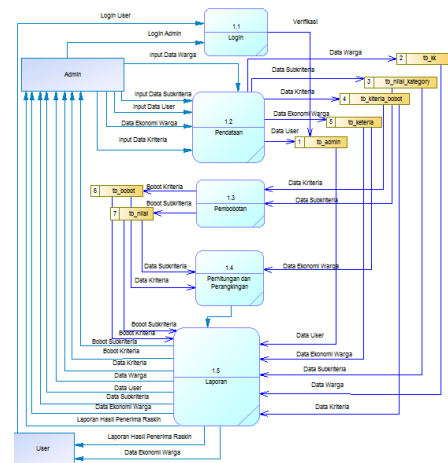 Login User
Login Admin
1.1
Login
Verifikasi
Input Data Warga
Data Warga
2 tb_kk
Admin
Data Subkriteria
3 tb_nilai_kategory
Input Data Subkriteria
Data Kriteria
4 tb_kiteria_bobot
Input Data User
1.2
Pendataan
Data Ekonomi Warga
5 tb_keteria
Data Ekonomi Warga
Data User
1 tb_admin
Input Data Kriteria
6 tb_bobot
Bobot Kriteria
1.3
Pembobotan
Data Kriteria
7 tb_nilai
Bobot Subkriteria
Data Subkriteria
Data Subkriteria
1.4
Perhitungan dan
Perangkingan
Data Ekonomi Warga
Data Kriteria
Bobot Subkriteria
Bobot Kriteria
Bobot Subkriteria
Bobot Kriteria
Data Kriteria
Data Warga
Data User
Data Subkriteria
Data Ekonomi Warga
Laporan Hasil Penerima Raskin
1.5
Laporan
Data User
Data Ekonomi Warga
Data Subkriteria
Data Warga
Data Kriteria
Laporan Hasil Penerima Raskin
User
Data Ekonomi Warga